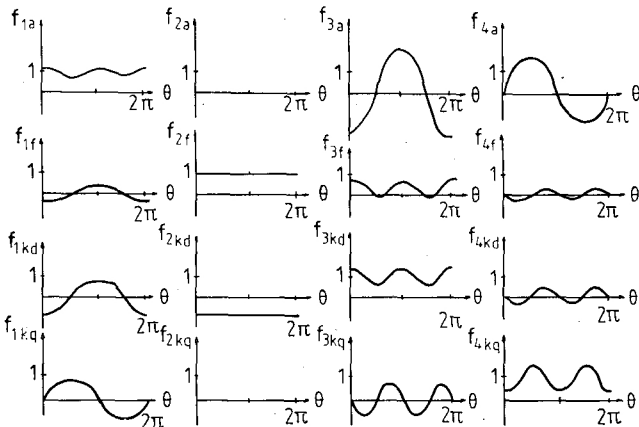 f1a f2a f3a f4a
1 1 1 1
θ θ θ θ
2π 2π 2π 2π
f1f f2f f3f f4f
1 1 1 1
θ θ θ θ
2π 2π 2π 2π
f1kd f2kd f3kd f4kd
1 1 1 1
θ θ θ θ
2π 2π 2π 2π
f1kq f2kq f3kq f4kq
1 1 1 1
θ θ θ θ
2π 2π 2π 2π